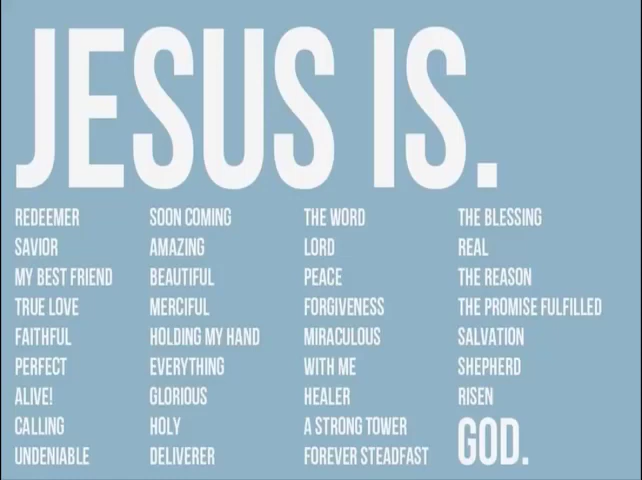 JESUS IS.
REDEEMER
SAVIOR
MY BEST FRIEND
TRUE LOVE
FAITHFUL
PERFECT
ALIVE!
CALLING
UNDENIABLE
SOON COMING
AMAZING
BEAUTIFUL
MERCIFUL
HOLDING MY HAND
EVERYTHING
GLORIOUS
HOLY
DELIVERER
THE WORD
LORD
PEACE
FORGIVENESS
MIRACULOUS
WITH ME
HEALER
A STRONG TOWER
FOREVER STEADFAST
THE BLESSING
REAL
THE REASON
THE PROMISE FULFILLED
SALVATION
SHEPHERD
RISEN
GOD.